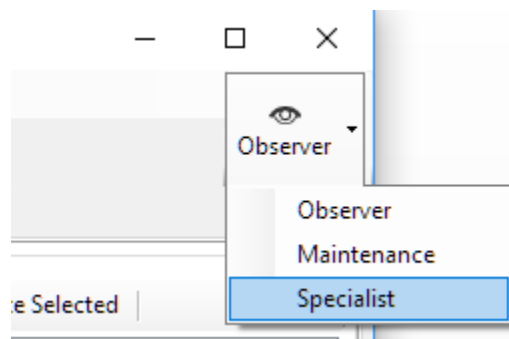 Observer
Observer
Maintenance
Specialist
Selected